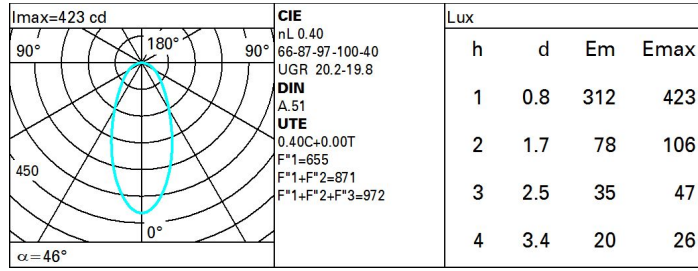 Imax=423 cd
90° 180° 90°
450
0°
α=46°
CIE
nL 0.40
66-87-97-100-40
UGR 20.2-19.8
DIN
A.51
UTE
0.40C+0.00T
F"1=655
F"1+F"2=871
F"1+F"2+F"3=972
Lux
h d Em Emax
1 0.8 312 423
2 1.7 78 106
3 2.5 35 47
4 3.4 20 26